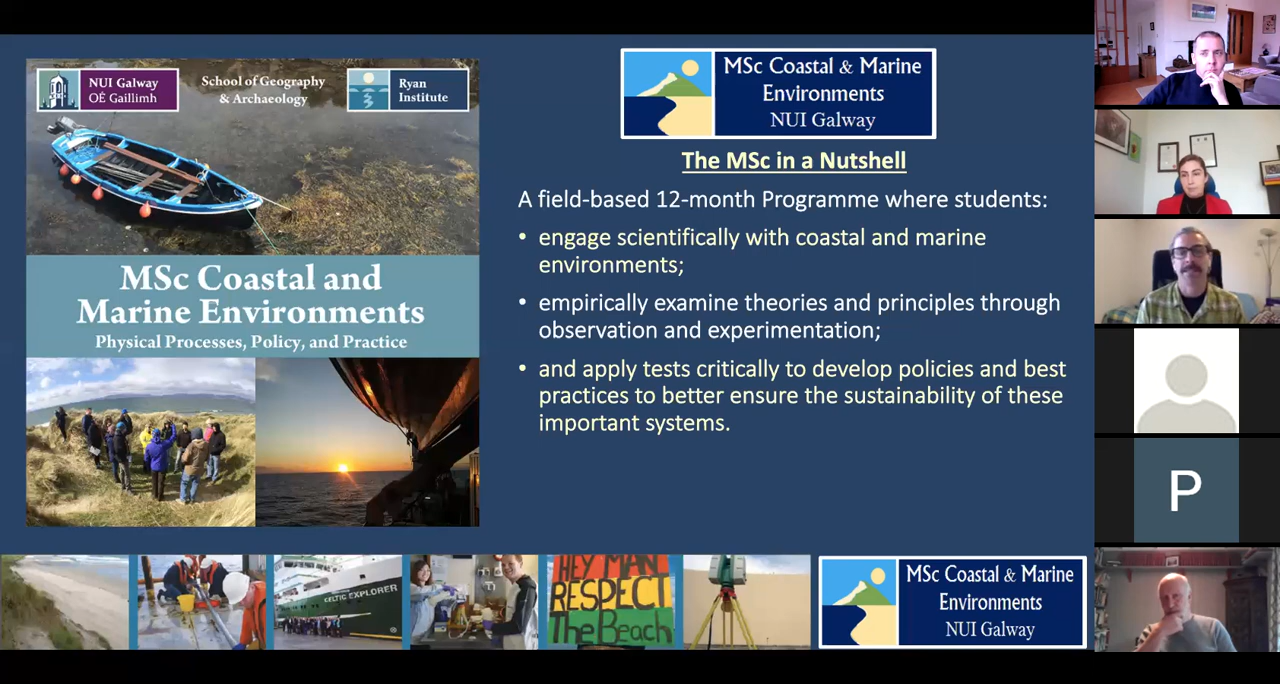 NUI Galway
OÉ Gaillimh
School of Geography
& Archaeology
Ryan
Institute
MSc Coastal and
Marine Environments
Physical Processes, Policy, and Practice
MSc Coastal & Marine
Environments
NUI Galway
The MSc in a Nutshell
A field-based 12-month Programme where students:
• engage scientifically with coastal and marine
environments;
• empirically examine theories and principles through
observation and experimentation;
• and apply tests critically to develop policies and best
practices to better ensure the sustainability of these
important systems.
CELTIC EXPLORER
HEY MAN
RESPECT
The Beach
MSc Coastal & Marine
Environments
NUI Galway
P